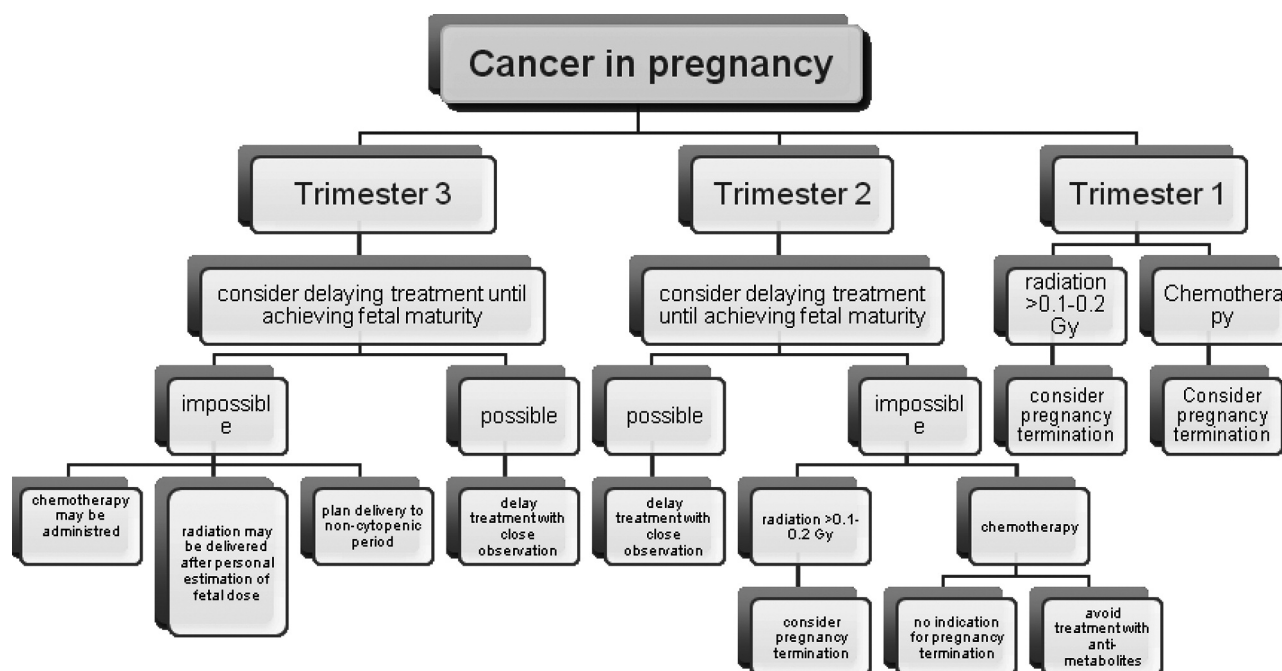 Cancer in pregnancy
Trimester 3
Trimester 2
Trimester 1
consider delaying treatment until
achieving fetal maturity
consider delaying treatment
until achieving fetal maturity
radiation
>0.1-0.2
Gy
Chemothera
py
impossibl
e
possible
possible
impossibl
e
consider
pregnancy
termination
Consider
pregnancy
termination
chemotherapy
may be
administred
radiation may
be delivered
after personal
estimation of
fetal dose
plan delivery to
non-cytopenic
period
delay
treatment with
close
observation
delay
treatment with
close
observation
radiation >0.1-
0.2 Gy
chemotherapy
consider
pregnancy
termination
no indication
for pregnancy
termination
avoid
treatment with
anti-
metabolites